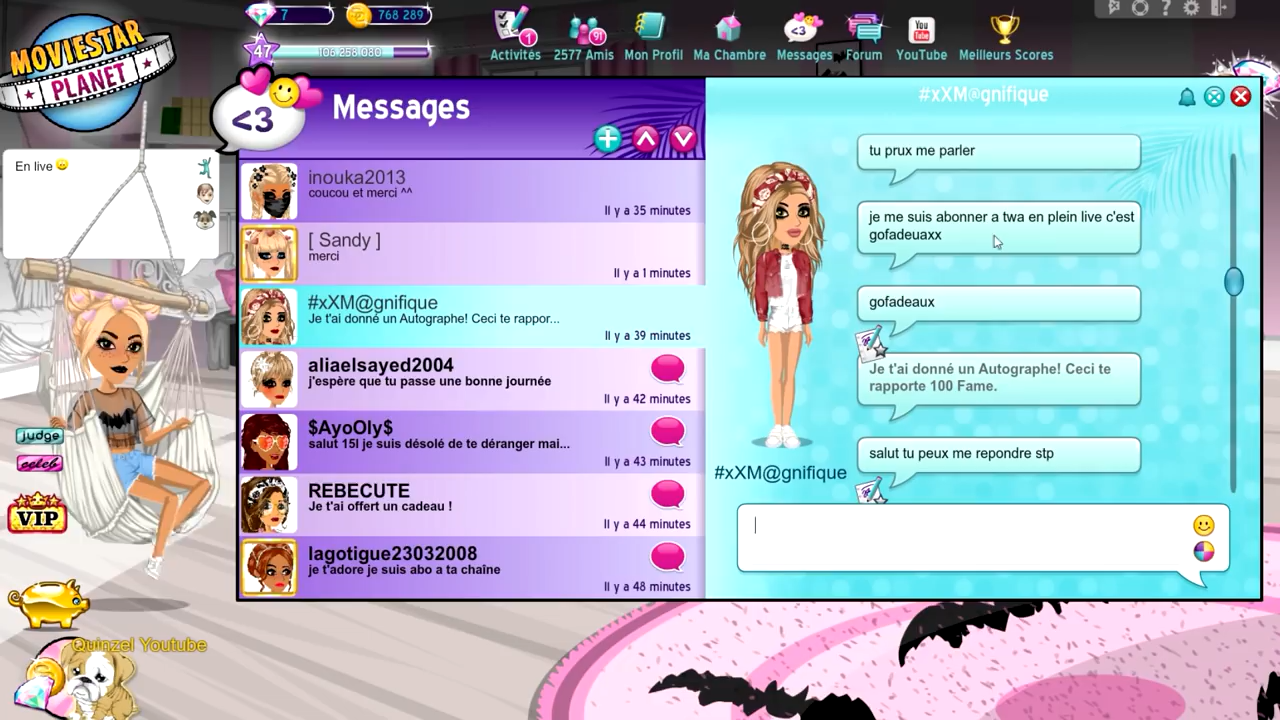 MOVIESTAR
PLANET
7
768 289
47
106.258.080
1
Activités
91
2577 Amis
Mon Profil
Ma Chambre
<3
Messages
Forum
You
Tube
YouTube
Meilleurs Scores
En live
<3
Messages
inouka2013
coucou et merci ^^
Il y a 35 minutes
[ Sandy ]
merci
Il y a 1 minutes
#xXM@gnifique
Je t'ai donné un Autographe! Ceci te rappor...
Il y a 39 minutes
aliaelsayed2004
j'espère que tu passe une bonne journée
Il y a 42 minutes
$AyoOly$
salut 15l je suis désolé de te déranger mai...
Il y a 43 minutes
REBECUTE
Je t'ai offert un cadeau !
Il y a 44 minutes
lagotigue23032008
je t'adore je suis abo a ta chaîne
Il y a 48 minutes
#xXM@gnifique
tu prux me parler
je me suis abonner a twa en plein live c'est
gofadeuaxx
gofadeaux
Je t'ai donné un Autographe! Ceci te
rapporte 100 Fame.
salut tu peux me repondre stp
#xXM@gnifique
judge
celeb
VIP
Quinzel Youtube